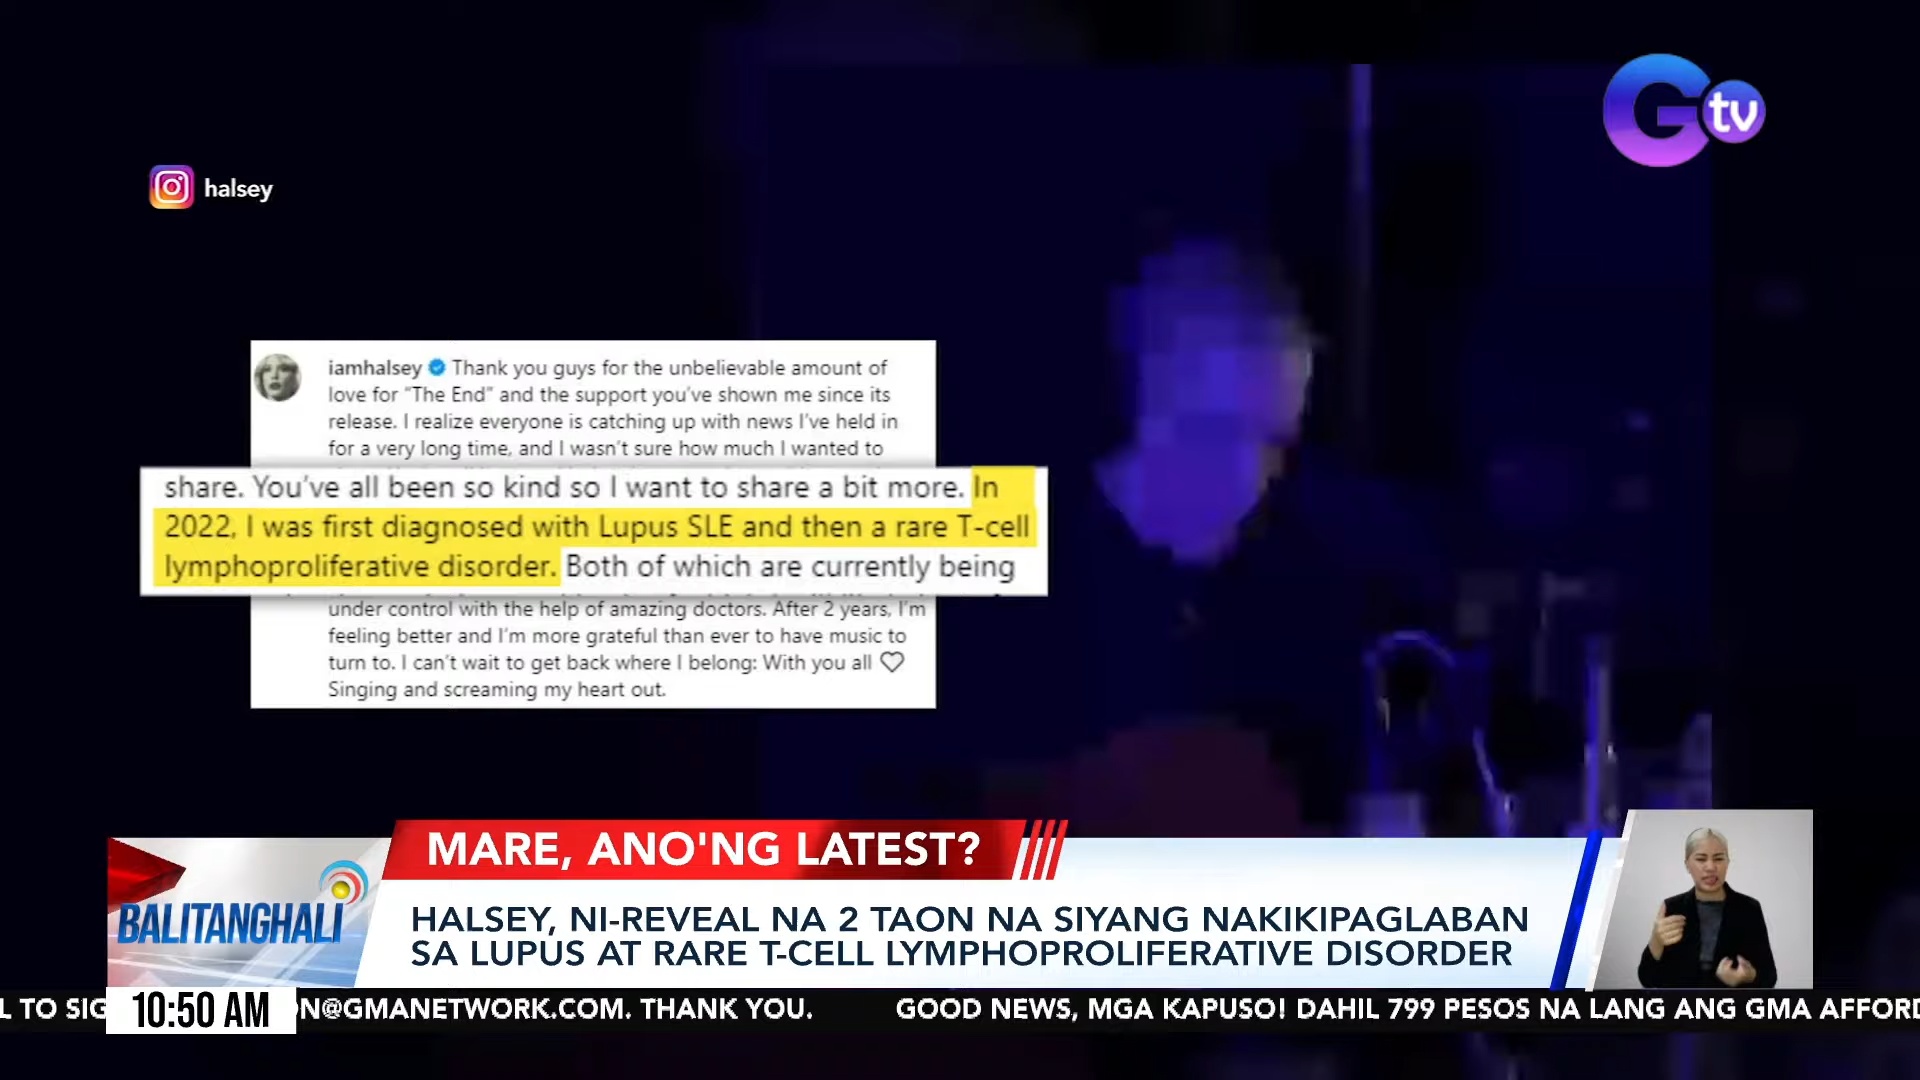 G tv
halsey
iamhalsey Thank you guys for the unbelievable amount of
love for “The End” and the support you’ve shown me since its
release. I realize everyone is catching up with news I’ve held in
for a very long time, and I wasn’t sure how much I wanted to
share. You’ve all been so kind so I want to share a bit more. In
2022, I was first diagnosed with Lupus SLE and then a rare T-cell
lymphoproliferative disorder. Both of which are currently being
under control with the help of amazing doctors. After 2 years, I’m
feeling better and I’m more grateful than ever to have music to
turn to. I can’t wait to get back where I belong: With you all ♡
Singing and screaming my heart out.
MARE, ANO'NG LATEST?
BALITANGHALI
HALSEY, NI-REVEAL NA 2 TAON NA SIYANG NAKIKIPAGLABAN
SA LUPUS AT RARE T-CELL LYMPHOPROLIFERATIVE DISORDER
10:50 AM
L TO SIG ON@GMANETWORK.COM. THANK YOU. GOOD NEWS, MGA KAPUSO! DAHIL 799 PESOS NA LANG ANG GMA AFFORD